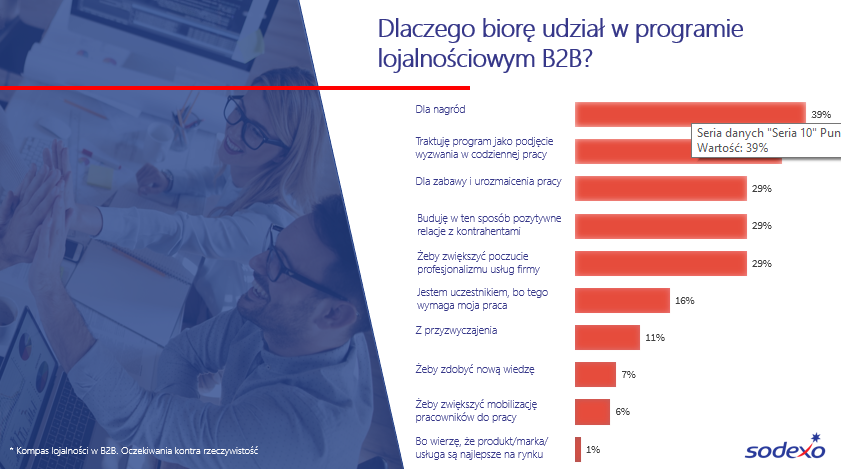 Dlaczego biorę udział w programie
lojalnościowym B2B?
Dla nagród
39%
Seria danych "Seria 10" Pun
Wartość: 39%
Traktuję program jako podjęcie
wyzwania w codziennej pracy
Dla zabawy i urozmaicenia pracy
29%
Buduję w ten sposób pozytywne
relacje z kontrahentami
29%
Żeby zwiększyć poczucie
profesjonalizmu usług firmy
29%
Jestem uczestnikiem, bo tego
wymaga moja praca
16%
Z przyzwyczajenia
11%
Żeby zdobyć nową wiedzę
7%
Żeby zwiększyć mobilizację
pracowników do pracy
6%
Bo wierzę, że produkt/marka/
usługa są najlepsze na rynku
1%
* Kompas lojalności w B2B. Oczekiwania kontra rzeczywistość
sodexo